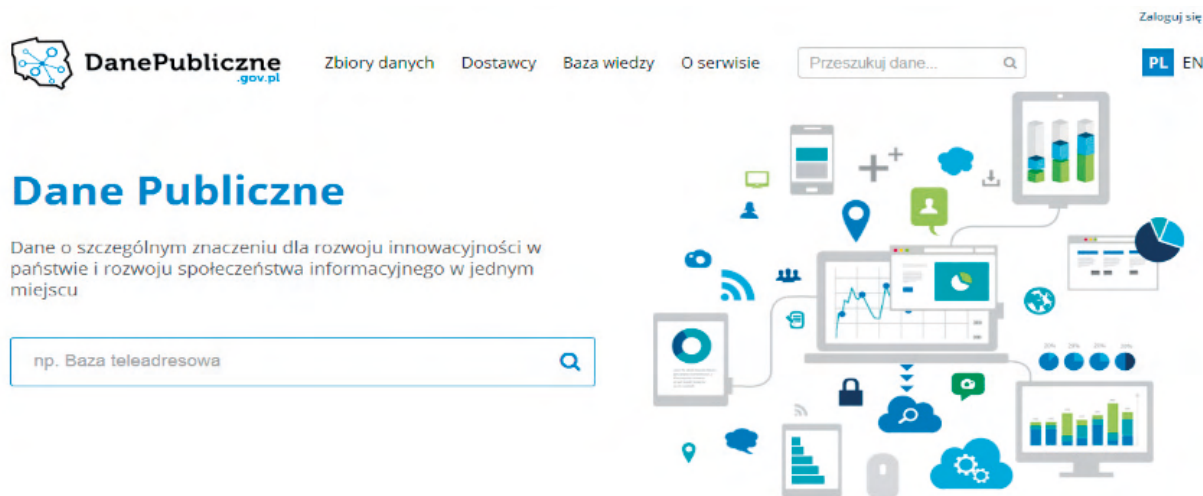 Zaloguj się
DanePubliczne
.gov.pl
Zbiory danych Dostawcy Baza wiedzy O serwisie Przeszukuj dane... PL EN
Dane Publiczne
Dane o szczególnym znaczeniu dla rozwoju innowacyjności w
państwie i rozwoju społeczeństwa informacyjnego w jednym
miejscu
np. Baza teleadresowa